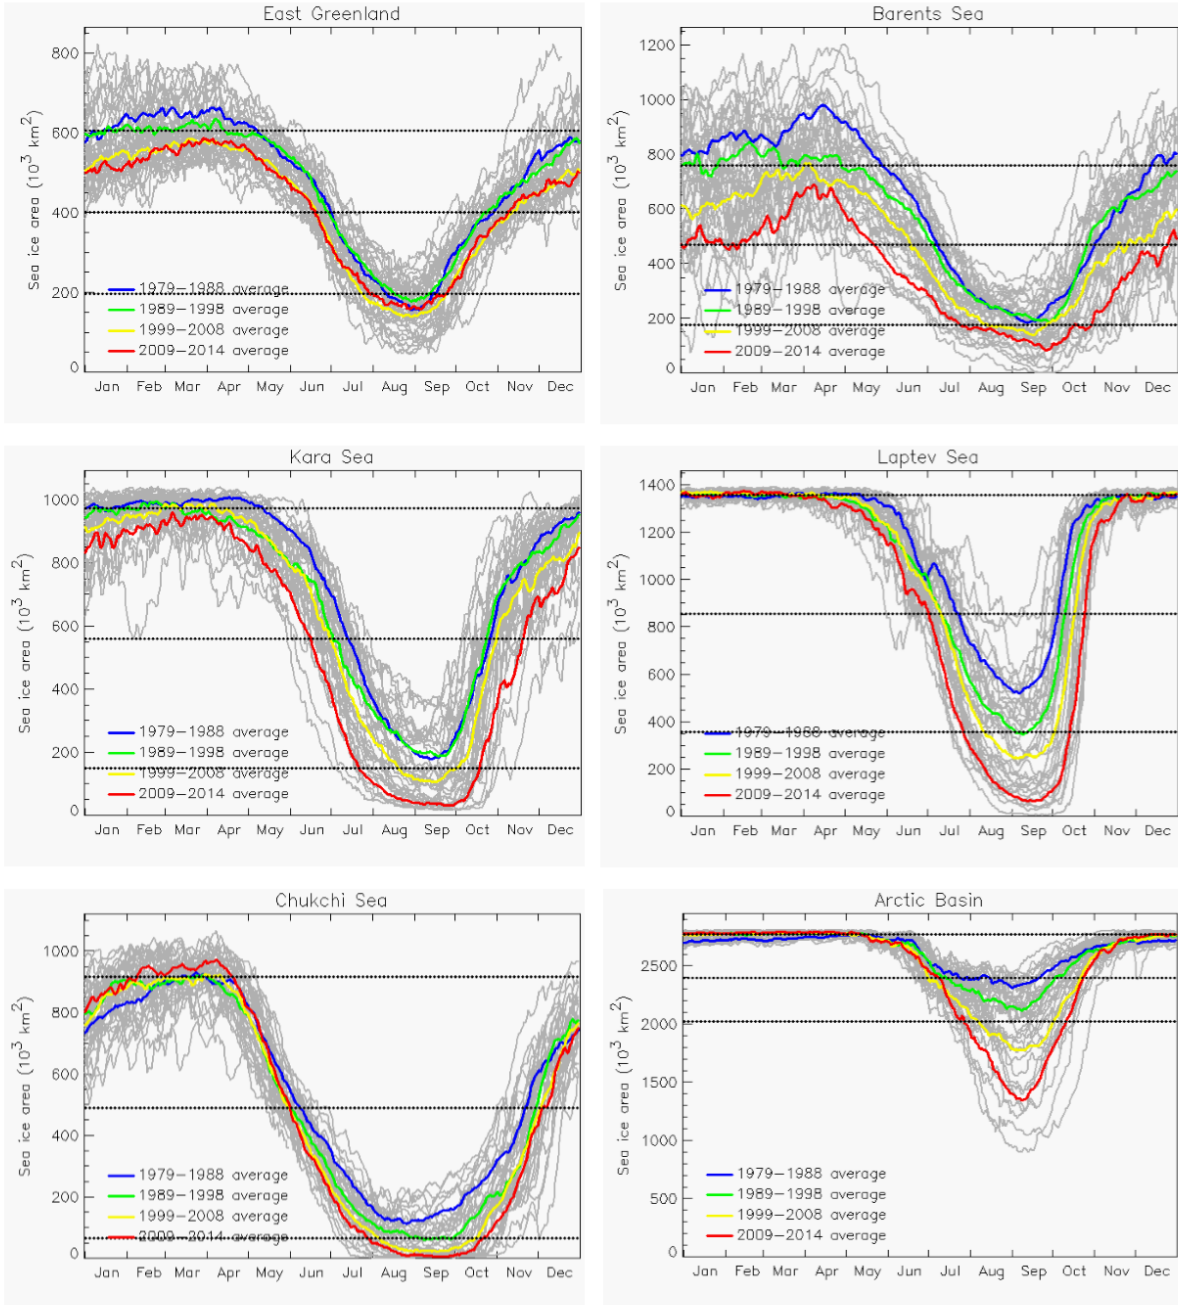 East Greenland
Sea ice area (10³ km²)
800
600
400
200
0
1979-1988 average
1989-1998 average
1999-2008 average
2009-2014 average
Jan Feb Mar Apr May Jun Jul Aug Sep Oct Nov Dec
Barents Sea
Sea ice area (10³ km²)
1200
1000
800
600
400
200
0
1979-1988 average
1989-1998 average
1999-2008 average
2009-2014 average
Jan Feb Mar Apr May Jun Jul Aug Sep Oct Nov Dec
Kara Sea
Sea ice area (10³ km²)
1000
800
600
400
200
0
1979-1988 average
1989-1998 average
1999-2008 average
2009-2014 average
Jan Feb Mar Apr May Jun Jul Aug Sep Oct Nov Dec
Laptev Sea
Sea ice area (10³ km²)
1400
1200
1000
800
600
400
200
0
1979-1988 average
1989-1998 average
1999-2008 average
2009-2014 average
Jan Feb Mar Apr May Jun Jul Aug Sep Oct Nov Dec
Chukchi Sea
Sea ice area (10³ km²)
1000
800
600
400
200
0
1979-1988 average
1989-1998 average
1999-2008 average
2009-2014 average
Jan Feb Mar Apr May Jun Jul Aug Sep Oct Nov Dec
Arctic Basin
Sea ice area (10³ km²)
2500
2000
1500
1000
500
0
1979-1988 average
1989-1998 average
1999-2008 average
2009-2014 average
Jan Feb Mar Apr May Jun Jul Aug Sep Oct Nov Dec